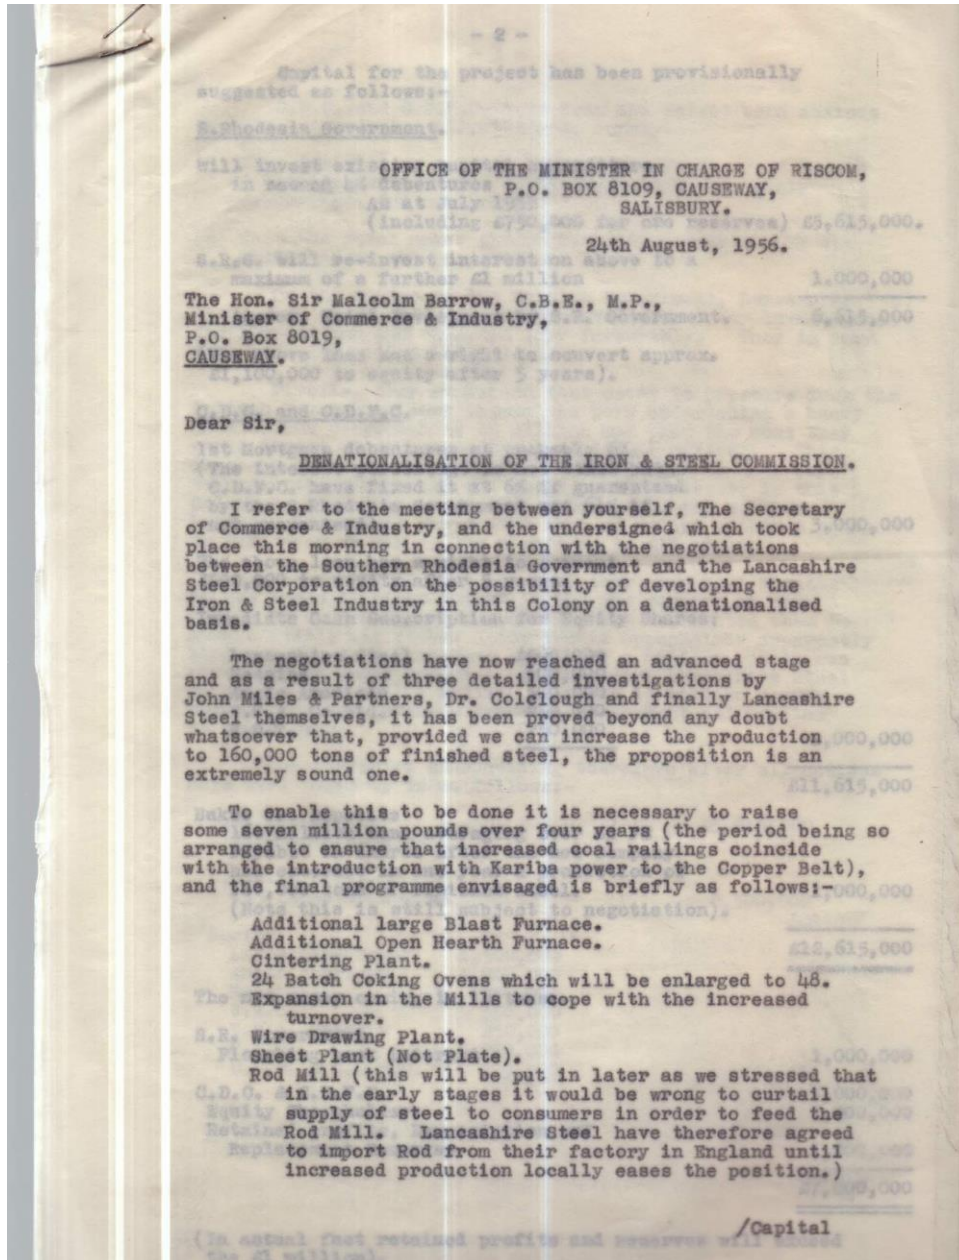 OFFICE OF THE MINISTER IN CHARGE OF RISCOM,
P.O. BOX 8109, CAUSEWAY,
SALISBURY.
24th August, 1956.
The Hon. Sir Malcolm Barrow, C.B.E., M.P.,
Minister of Commerce & Industry,
P.O. Box 8019,
CAUSEWAY.
Dear Sir,
DENATIONALISATION OF THE IRON & STEEL COMMISSION.
I refer to the meeting between yourself, The Secretary
of Commerce & Industry, and the undersigned which took
place this morning in connection with the negotiations
between the Southern Rhodesia Government and the Lancashire
Steel Corporation on the possibility of developing the
Iron & Steel Industry in this Colony on a denationalised
basis.
The negotiations have now reached an advanced stage
and as a result of three detailed investigations by
John Miles & Partners, Dr. Colclough and finally Lancashire
Steel themselves, it has been proved beyond any doubt
whatsoever that, provided we can increase the production
to 160,000 tons of finished steel, the proposition is an
extremely sound one.
To enable this to be done it is necessary to raise
some seven million pounds over four years (the period being so
arranged to ensure that increased coal railings coincide
with the introduction with Kariba power to the Copper Belt),
and the final programme envisaged is briefly as follows:-
Additional large Blast Furnace.
Additional Open Hearth Furnace.
Cintering Plant.
24 Batch Coking Ovens which will be enlarged to 48.
Expansion in the Mills to cope with the increased
turnover.
Wire Drawing Plant.
Sheet Plant (Not Plate).
Rod Mill (this will be put in later as we stressed that
in the early stages it would be wrong to curtail
supply of steel to consumers in order to feed the
Rod Mill. Lancashire Steel have therefore agreed
to import Rod from their factory in England until
increased production locally eases the position.)
/Capital